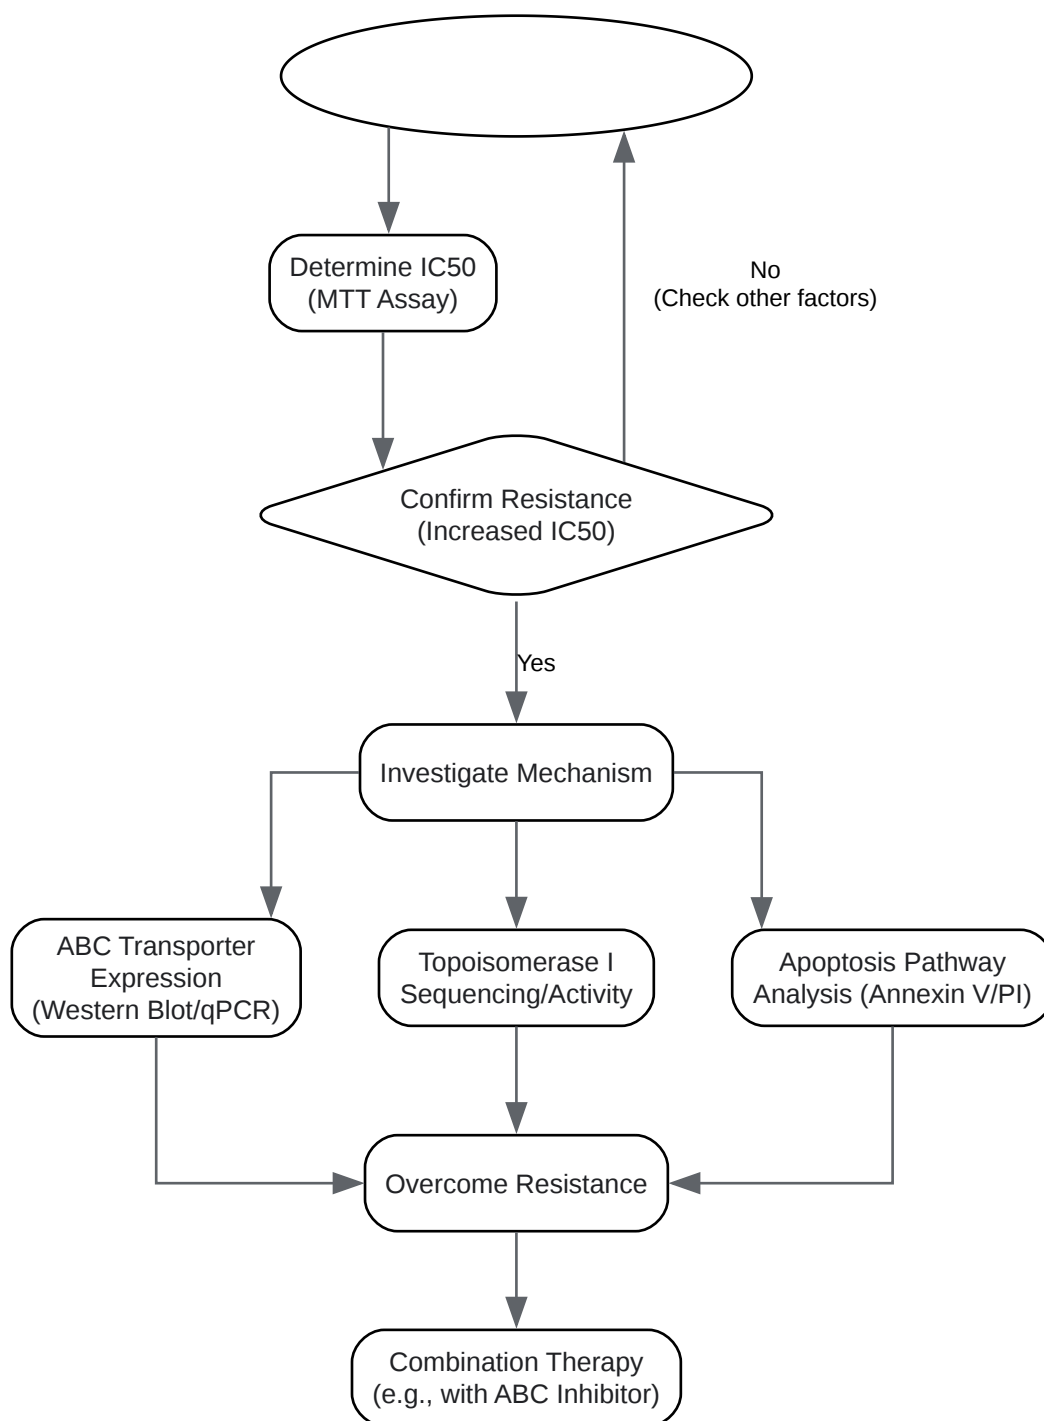 Determine IC50
(MTT Assay)
No
(Check other factors)
Confirm Resistance
(Increased IC50)
Yes
Investigate Mechanism
ABC Transporter
Expression
(Western Blot/qPCR)
Topoisomerase I
Sequencing/Activity
Apoptosis Pathway
Analysis (Annexin V/PI)
Overcome Resistance
Combination Therapy
(e.g., with ABC Inhibitor)